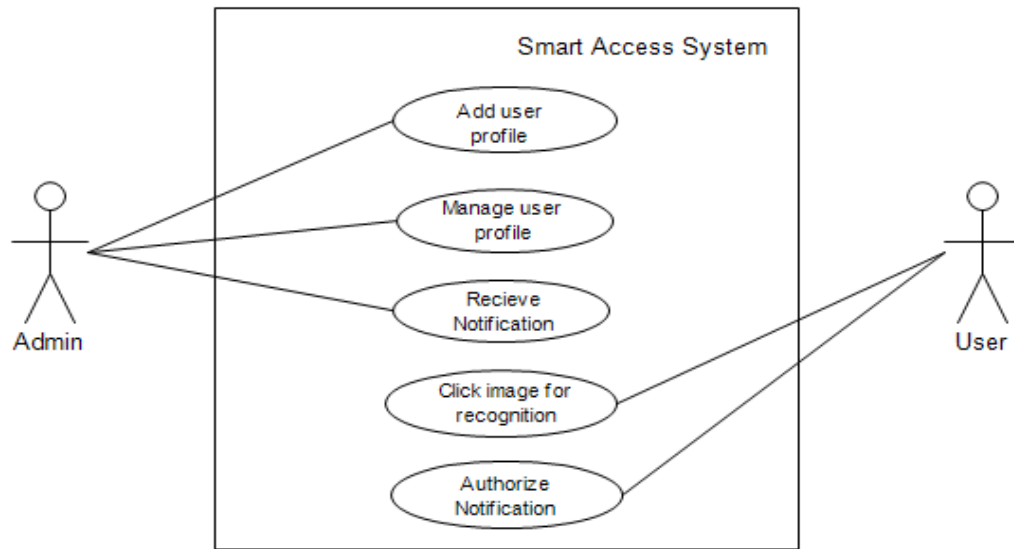 Smart Access System
Add user
profile
Manage user
profile
Recieve
Notification
Admin
User
Click image for
recognition
Authorize
Notification